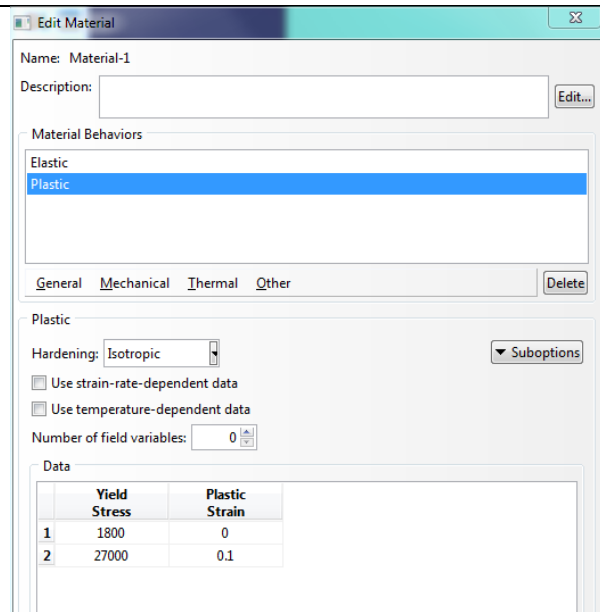 Edit Material
Name: Material-1
Description:
Edit...
Material Behaviors
Elastic
Plastic
General Mechanical Thermal Other Delete
Plastic
Hardening: Isotropic Suboptions
Use strain-rate-dependent data
Use temperature-dependent data
Number of field variables: 0
Data
Yield Plastic
Stress Strain
1 1800 0
2 27000 0.1